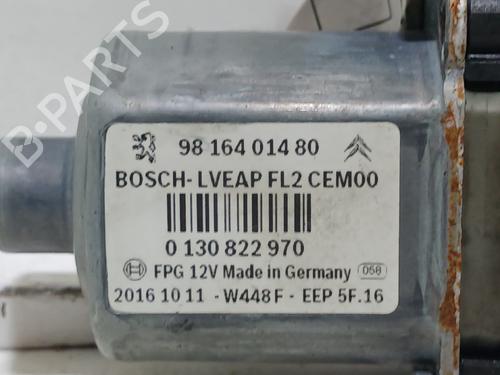 98 164 014 80
BOSCH- LVEAP FL2 CEM00
0 130 822 970
FPG 12V Made in Germany 058
2016 10 11 - W448F - EEP 5F.16
B-PARTS